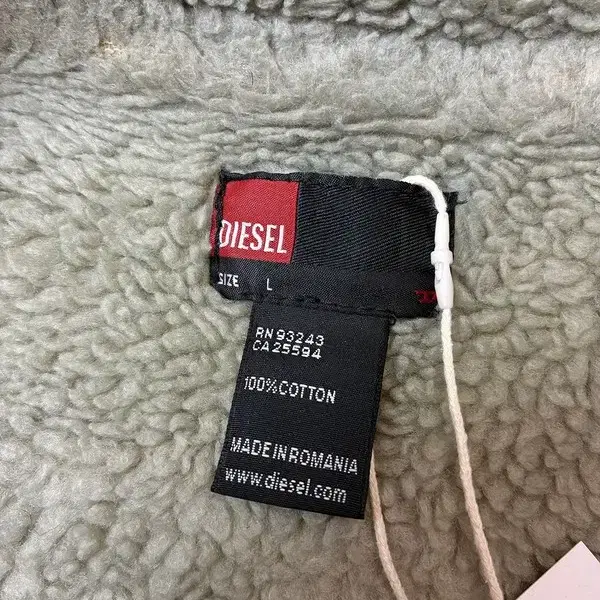 DIESEL
SIZE L
RN 93243
CA 25594
100% COTTON
MADE IN ROMANIA
www.diesel.com